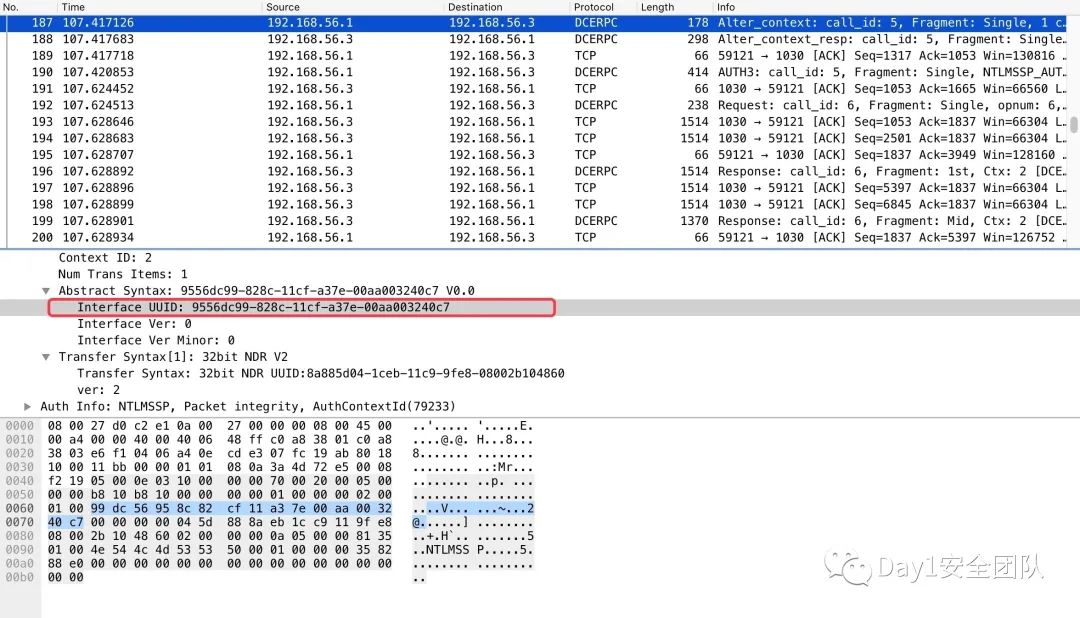 No. Time Source Destination Protocol Length Info
187 107.417126 192.168.56.1 192.168.56.3 DCERPC 178 Alter_context: call_id: 5, Fragment: Single, 1 c…
188 107.417683 192.168.56.3 192.168.56.1 DCERPC 298 Alter_context_resp: call_id: 5, Fragment: Single…
189 107.417718 192.168.56.1 192.168.56.3 TCP 66 59121 → 1030 [ACK] Seq=1317 Ack=1053 Win=130816 …
190 107.420853 192.168.56.1 192.168.56.3 DCERPC 414 AUTH3: call_id: 5, Fragment: Single, NTLMSSP_AUT…
191 107.624452 192.168.56.3 192.168.56.1 TCP 66 1030 → 59121 [ACK] Seq=1053 Ack=1665 Win=66560 L…
192 107.624513 192.168.56.1 192.168.56.3 DCERPC 238 Request: call_id: 6, Fragment: Single, opnum: 6,…
193 107.628646 192.168.56.3 192.168.56.1 TCP 1514 1030 → 59121 [ACK] Seq=1053 Ack=1837 Win=66304 L…
194 107.628683 192.168.56.3 192.168.56.1 TCP 1514 1030 → 59121 [ACK] Seq=2501 Ack=1837 Win=66304 L…
195 107.628707 192.168.56.1 192.168.56.3 TCP 66 59121 → 1030 [ACK] Seq=1837 Ack=3949 Win=128160 …
196 107.628892 192.168.56.3 192.168.56.1 DCERPC 1514 Response: call_id: 6, Fragment: 1st, Ctx: 2 [DCE…
197 107.628896 192.168.56.3 192.168.56.1 TCP 1514 1030 → 59121 [ACK] Seq=5397 Ack=1837 Win=66304 L…
198 107.628899 192.168.56.3 192.168.56.1 TCP 1514 1030 → 59121 [ACK] Seq=6845 Ack=1837 Win=66304 L…
199 107.628901 192.168.56.3 192.168.56.1 DCERPC 1370 Response: call_id: 6, Fragment: Mid, Ctx: 2 [DCE…
200 107.628934 192.168.56.1 192.168.56.3 TCP 66 59121 → 1030 [ACK] Seq=1837 Ack=5397 Win=126752 …
Context ID: 2
Num Trans Items: 1
Abstract Syntax: 9556dc99-828c-11cf-a37e-00aa003240c7 V0.0
Interface UUID: 9556dc99-828c-11cf-a37e-00aa003240c7
Interface Ver: 0
Interface Ver Minor: 0
Transfer Syntax[1]: 32bit NDR V2
Transfer Syntax: 32bit NDR UUID:8a885d04-1ceb-11c9-9fe8-08002b104860
ver: 2
Auth Info: NTLMSSP, Packet integrity, AuthContextId(79233)
0000 08 00 27 d0 c2 e1 0a 00 27 00 00 00 08 00 45 00 ..'..... '.....E.
0010 00 a4 00 00 40 00 40 06 48 ff c0 a8 38 01 c0 a8 ....@.@. H...8...
0020 38 03 e6 f1 04 06 a4 0e cd e3 07 fc 19 ab 80 18 8....... ........
0030 10 00 11 bb 00 00 01 01 08 0a 3a 4d 72 e5 00 08 ........ ..:Mr...
0040 f2 19 05 00 0e 03 10 00 00 00 70 00 20 00 05 00 ........ ..p. ...
0050 00 00 b8 10 b8 10 00 00 00 00 01 00 00 00 02 00 ........ ........
0060 01 00 99 dc 56 95 8c 82 cf 11 a3 7e 00 aa 00 32 ....V... ...~...2
0070 40 c7 00 00 00 00 04 5d 88 8a eb 1c c9 11 9f e8 @......] ........
0080 08 00 2b 10 48 60 02 00 00 00 0a 05 00 00 81 35 ..+.H`.. .......5
0090 01 00 4e 54 4c 4d 53 53 50 00 01 00 00 00 35 82 ..NTLMSS P.....5.
00a0 88 e0 00 00 00 00 00 00 00 00 00 00 00 00 00 00 ........ ........
00b0 00 00 ..
Day1安全团队